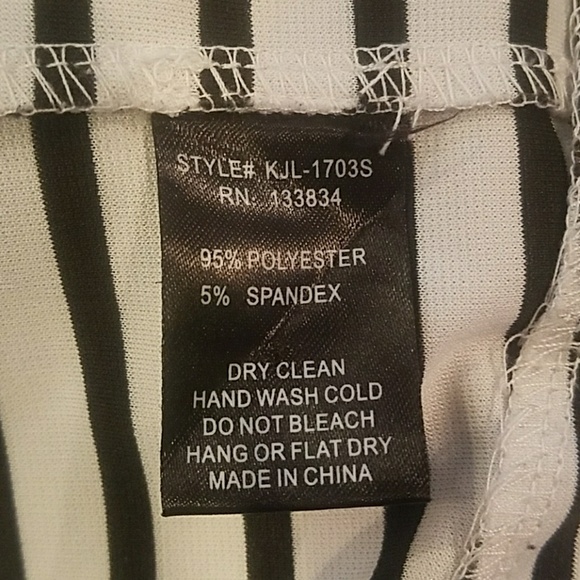 STYLE# KJL-1703S
RN: 133834
95% POLYESTER
5% SPANDEX
DRY CLEAN
HAND WASH COLD
DO NOT BLEACH
HANG OR FLAT DRY
MADE IN CHINA